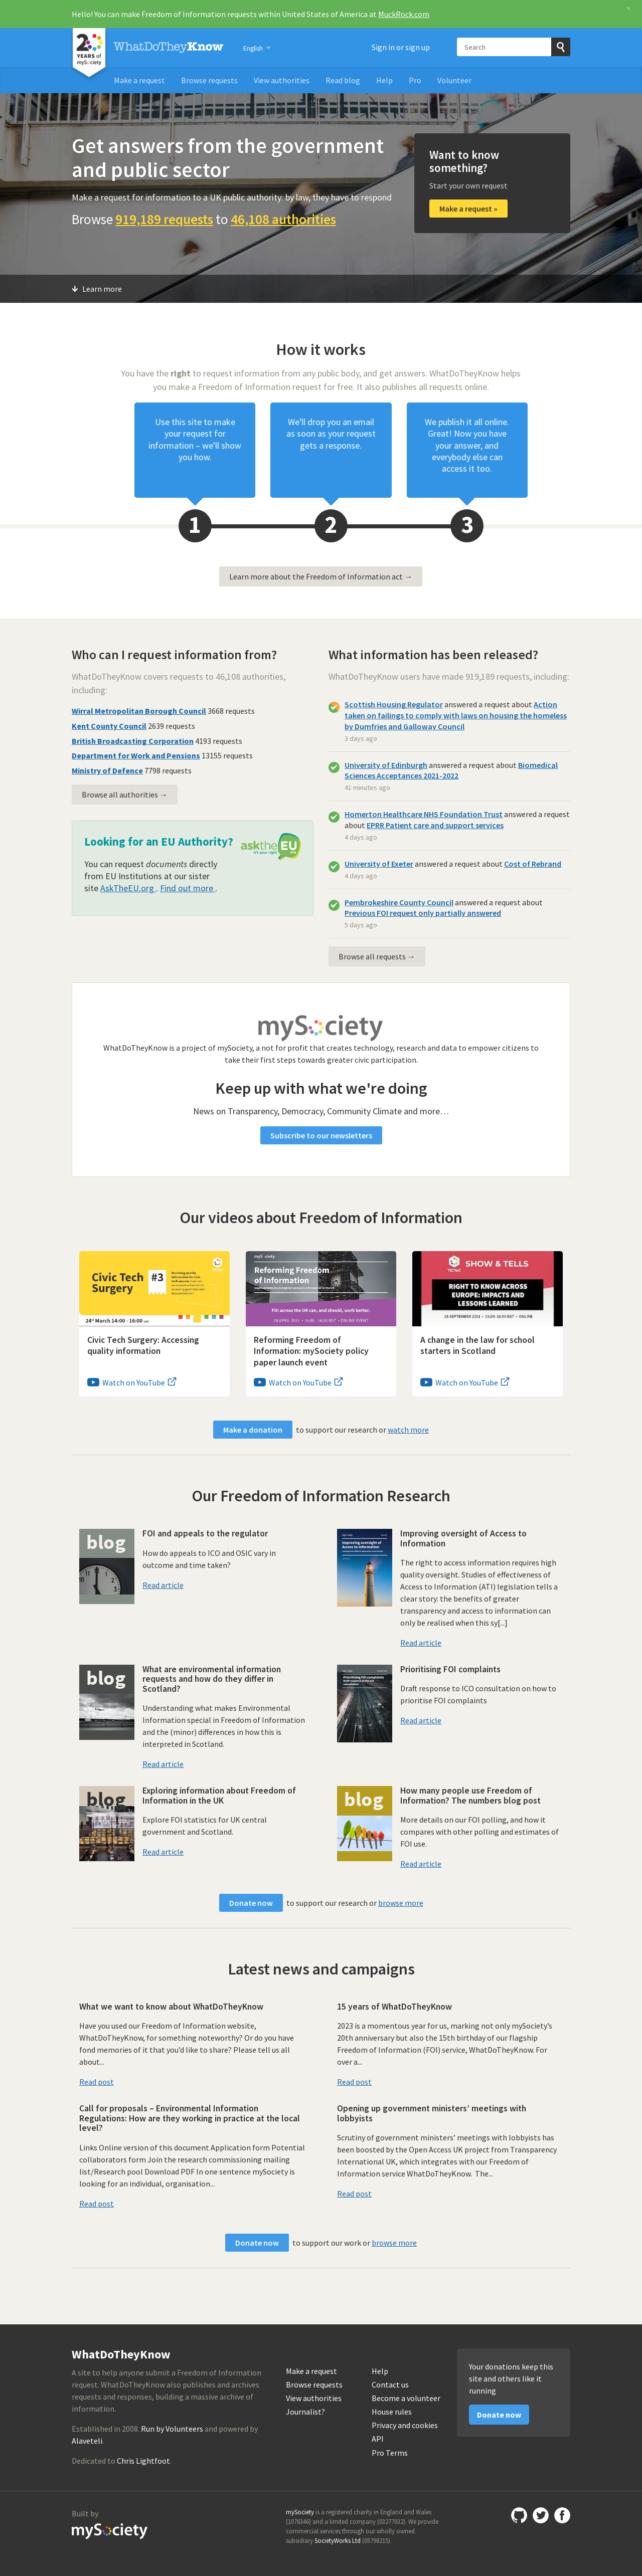 Hello! You can make Freedom of Information requests within United States of America at MuckRock.com
×
20
YEARS of
mySociety
WhatDoTheyKnow
English
Sign in or sign up
Search
Make a request
Browse requests
View authorities
Read blog
Help
Pro
Volunteer
Get answers from the government
and public sector
Make a request for information to a UK public authority: by law, they have to respond
Browse 919,189 requests to 46,108 authorities
Want to know
something?
Start your own request
Make a request »
Learn more
How it works
You have the right to request information from any public body, and get answers. WhatDoTheyKnow helps
you make a Freedom of Information request for free. It also publishes all requests online.
Use this site to make
your request for
information – we'll show
you how.
We'll drop you an email
as soon as your request
gets a response.
We publish it all online.
Great! Now you have
your answer, and
everybody else can
access it too.
1
2
3
Learn more about the Freedom of Information act →
Who can I request information from?
WhatDoTheyKnow covers requests to 46,108 authorities,
including:
Wirral Metropolitan Borough Council 3668 requests
Kent County Council 2639 requests
British Broadcasting Corporation 4193 requests
Department for Work and Pensions 13155 requests
Ministry of Defence 7798 requests
Browse all authorities →
Looking for an EU Authority?
asktheEU
it's your right
You can request documents directly
from EU Institutions at our sister
site AskTheEU.org . Find out more .
What information has been released?
WhatDoTheyKnow users have made 919,189 requests, including:
Scottish Housing Regulator answered a request about Action
taken on failings to comply with laws on housing the homeless
by Dumfries and Galloway Council
3 days ago
University of Edinburgh answered a request about Biomedical
Sciences Acceptances 2021-2022
41 minutes ago
Homerton Healthcare NHS Foundation Trust answered a request
about EPRR Patient care and support services
4 days ago
University of Exeter answered a request about Cost of Rebrand
4 days ago
Pembrokeshire County Council answered a request about
Previous FOI request only partially answered
5 days ago
Browse all requests →
mySociety
WhatDoTheyKnow is a project of mySociety, a not for profit that creates technology, research and data to empower citizens to
take their first steps towards greater civic participation.
Keep up with what we're doing
News on Transparency, Democracy, Community Climate and more…
Subscribe to our newsletters
Our videos about Freedom of Information
Civic Tech
Surgery
#3
24th March 14:00 - 16:00 GMT
Civic Tech Surgery: Accessing
quality information
Watch on YouTube
mySociety
Reforming Freedom
of Information
FOI across the UK can, and should, work better.
Reforming Freedom of
Information: mySociety policy
paper launch event
Watch on YouTube
SHOW & TELLS
RIGHT TO KNOW ACROSS
EUROPE: IMPACTS AND
LESSONS LEARNED
A change in the law for school
starters in Scotland
Watch on YouTube
Make a donation to support our research or watch more
Our Freedom of Information Research
blog
FOI and appeals to the regulator
How do appeals to ICO and OSIC vary in
outcome and time taken?
Read article
Improving oversight of
Access to Information
Improving oversight of Access to
Information
The right to access information requires high
quality oversight. Studies of effectiveness of
Access to Information (ATI) legislation tells a
clear story: the benefits of greater
transparency and access to information can
only be realised when this sy[...]
Read article
blog
What are environmental information
requests and how do they differ in
Scotland?
Understanding what makes Environmental
Information special in Freedom of Information
and the (minor) differences in how this is
interpreted in Scotland.
Read article
Prioritising FOI complaints
Prioritising FOI complaints
Draft response to ICO consultation on how to
prioritise FOI complaints
Read article
blog
Exploring information about Freedom of
Information in the UK
Explore FOI statistics for UK central
government and Scotland.
Read article
blog
How many people use Freedom of
Information? The numbers blog post
More details on our FOI polling, and how it
compares with other polling and estimates of
FOI use.
Read article
Donate now to support our research or browse more
Latest news and campaigns
What we want to know about WhatDoTheyKnow
Have you used our Freedom of Information website,
WhatDoTheyKnow, for something noteworthy? Or do you have
fond memories of it that you'd like to share? Please tell us all
about...
Read post
15 years of WhatDoTheyKnow
2023 is a momentous year for us, marking not only mySociety's
20th anniversary but also the 15th birthday of our flagship
Freedom of Information (FOI) service, WhatDoTheyKnow. For
over a...
Read post
Call for proposals – Environmental Information
Regulations: How are they working in practice at the local
level?
Links Online version of this document Application form Potential
collaborators form Join the research commissioning mailing
list/Research pool Download PDF In one sentence mySociety is
looking for an individual, organisation...
Read post
Opening up government ministers' meetings with
lobbyists
Scrutiny of government ministers' meetings with lobbyists has
been boosted by the Open Access UK project from Transparency
International UK, which integrates with our Freedom of
Information service WhatDoTheyKnow. The...
Read post
Donate now to support our work or browse more
WhatDoTheyKnow
A site to help anyone submit a Freedom of Information
request. WhatDoTheyKnow also publishes and archives
requests and responses, building a massive archive of
information.
Established in 2008. Run by Volunteers and powered by
Alaveteli.
Dedicated to Chris Lightfoot.
Make a request
Browse requests
View authorities
Journalist?
Help
Contact us
Become a volunteer
House rules
Privacy and cookies
API
Pro Terms
Your donations keep this
site and others like it
running
Donate now
Built by
mySociety
mySociety is a registered charity in England and Wales
(1076346) and a limited company (03277032). We provide
commercial services through our wholly owned
subsidiary SocietyWorks Ltd (05798215).